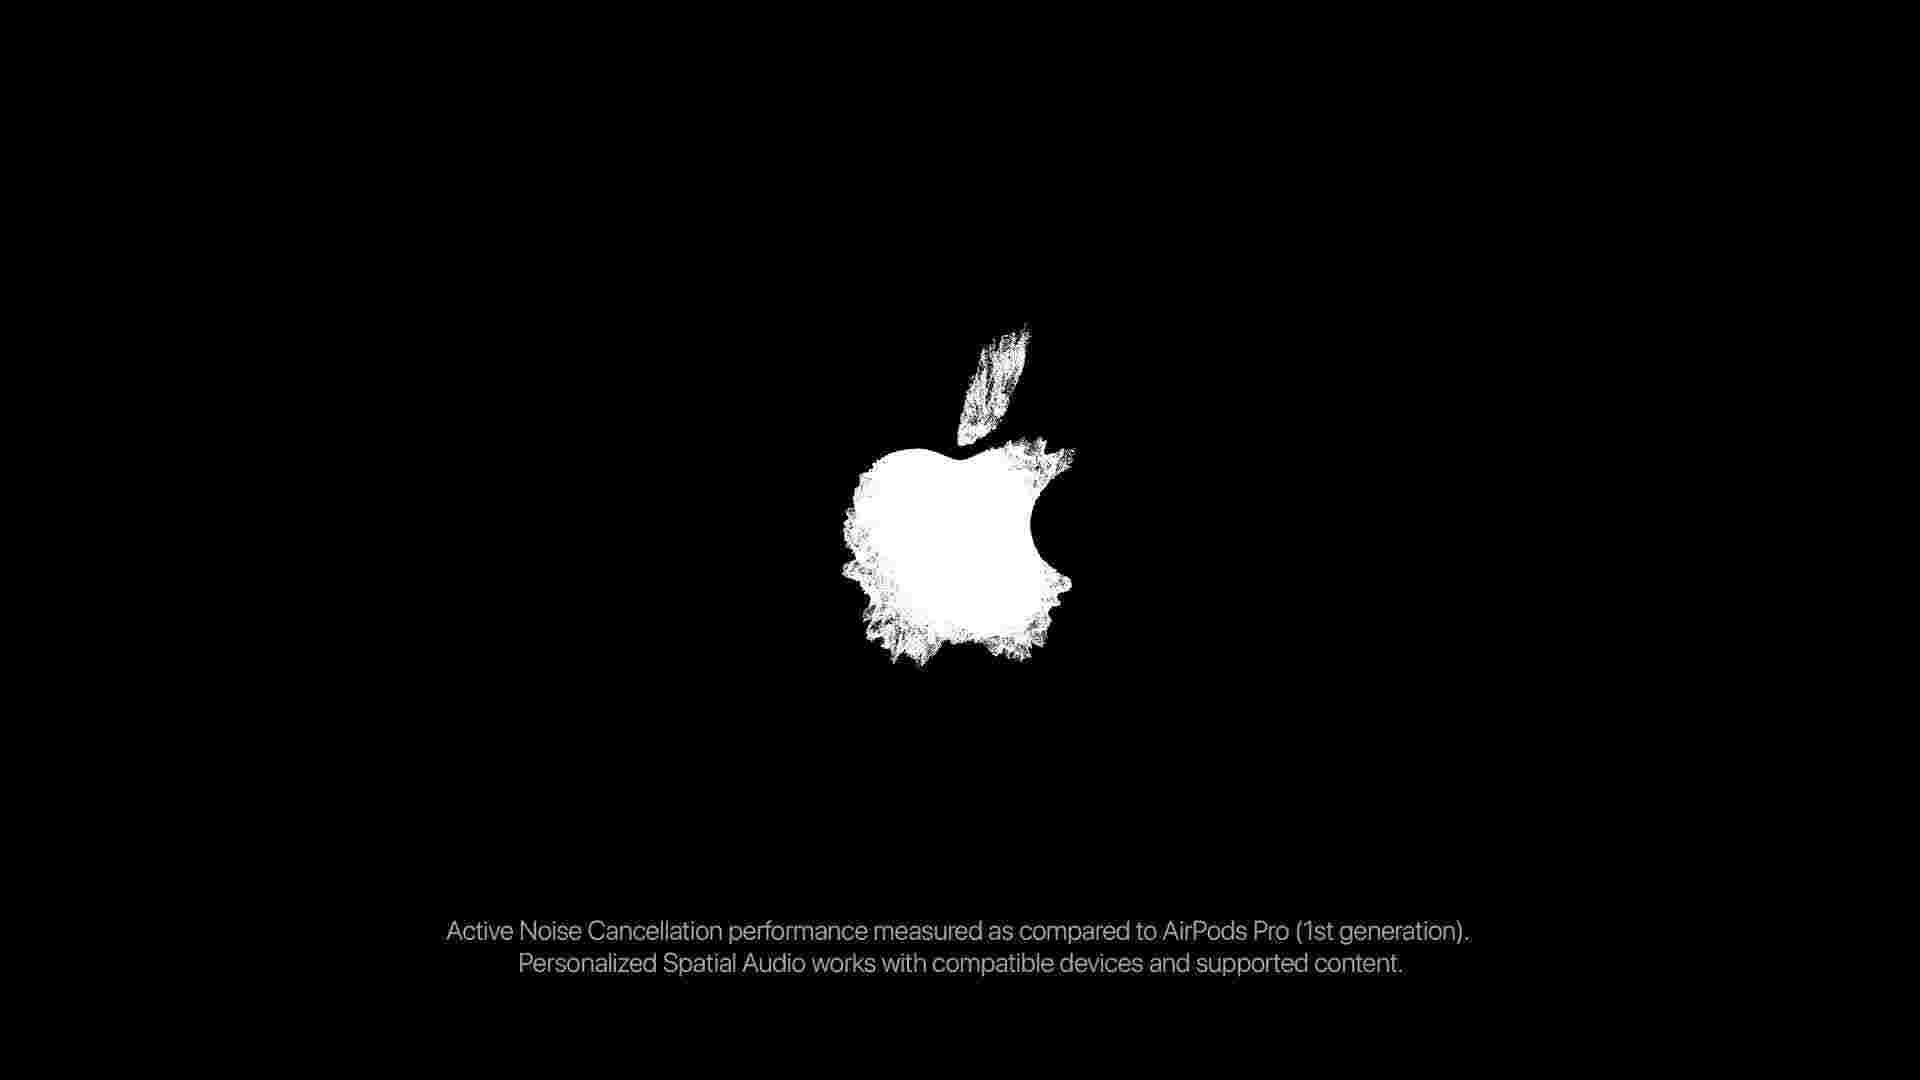 Active Noise Cancellation performance measured as compared to AirPods Pro (1st generation).
Personalized Spatial Audio works with compatible devices and supported content.